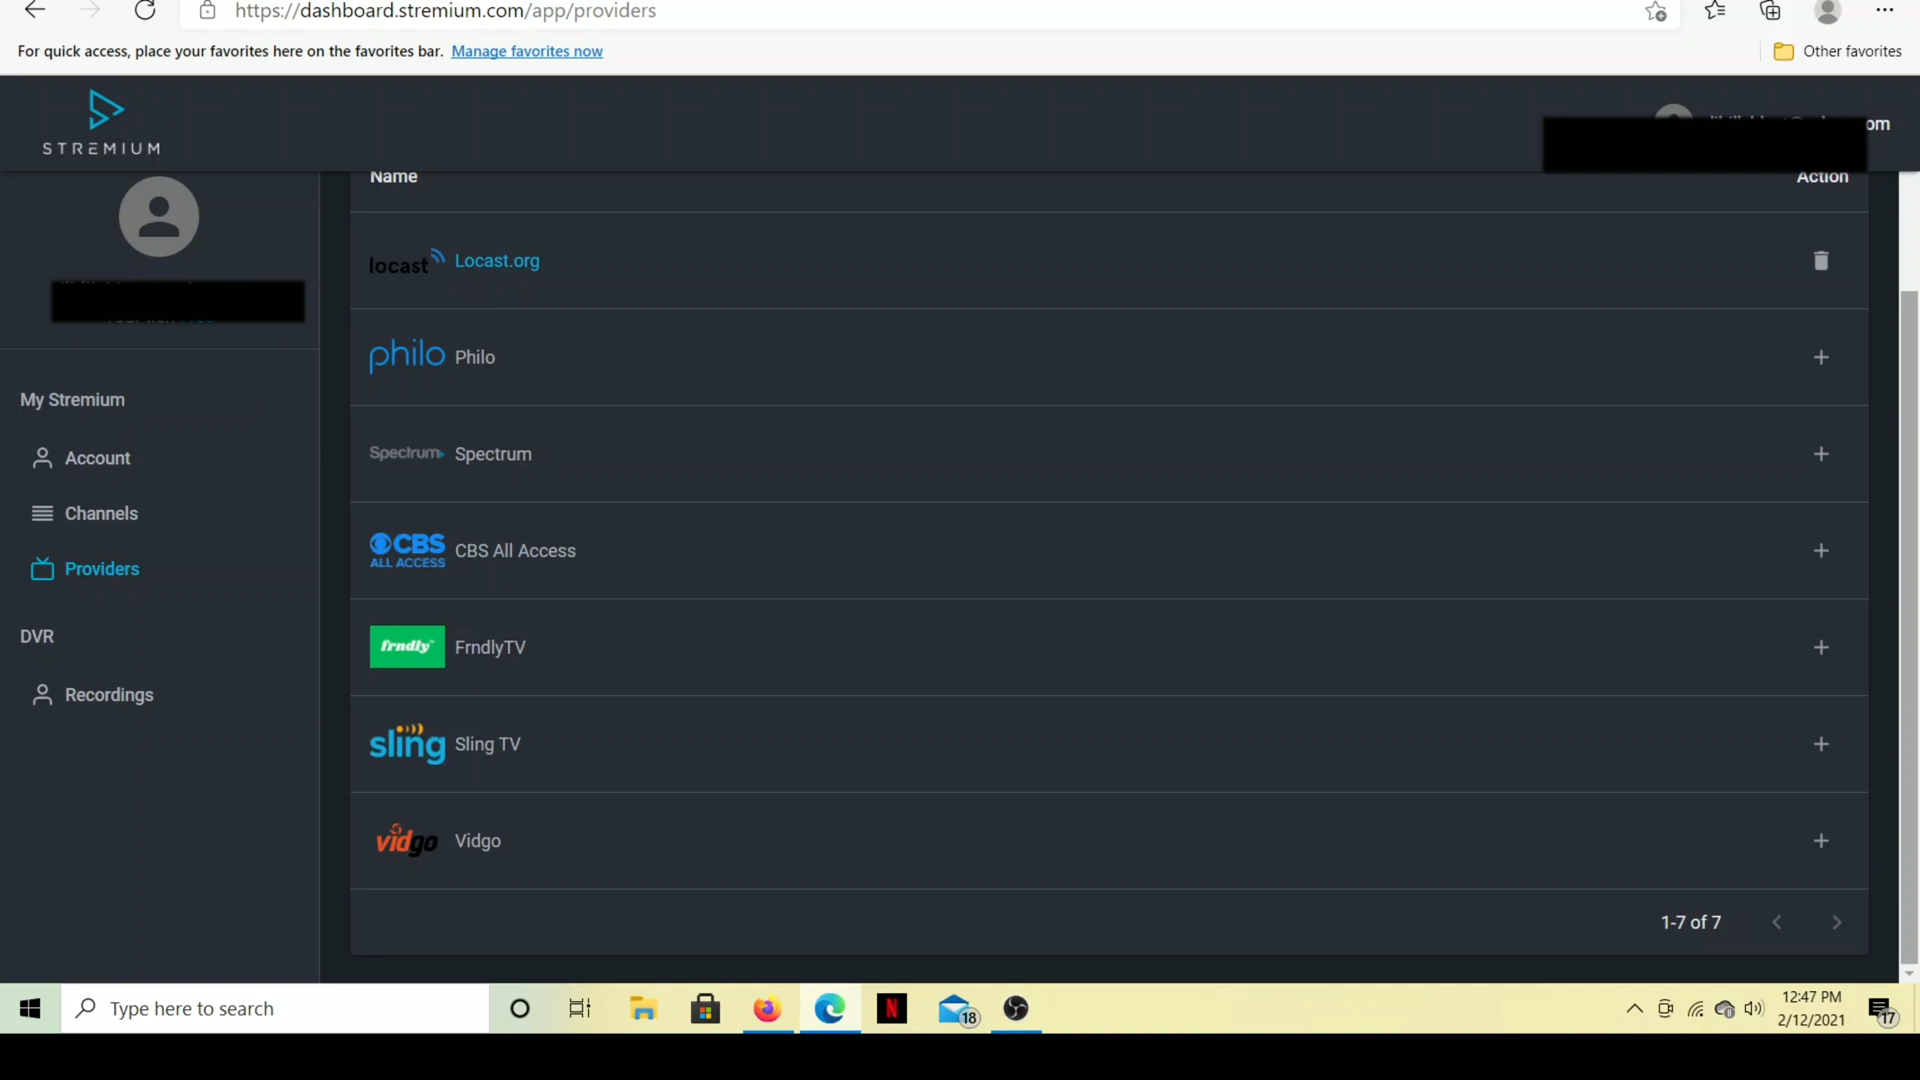 https://dashboard.stremium.com/app/providers
For quick access, place your favorites here on the favorites bar. Manage favorites now
Other favorites
STREMIUM
om
Name
Action
locast Locast.org
philo Philo
Spectrum Spectrum
CBS ALL ACCESS CBS All Access
frndly FrndlyTV
sling Sling TV
vidgo Vidgo
1-7 of 7
My Stremium
Account
Channels
Providers
DVR
Recordings
Type here to search
N
18
12:47 PM
2/12/2021
17